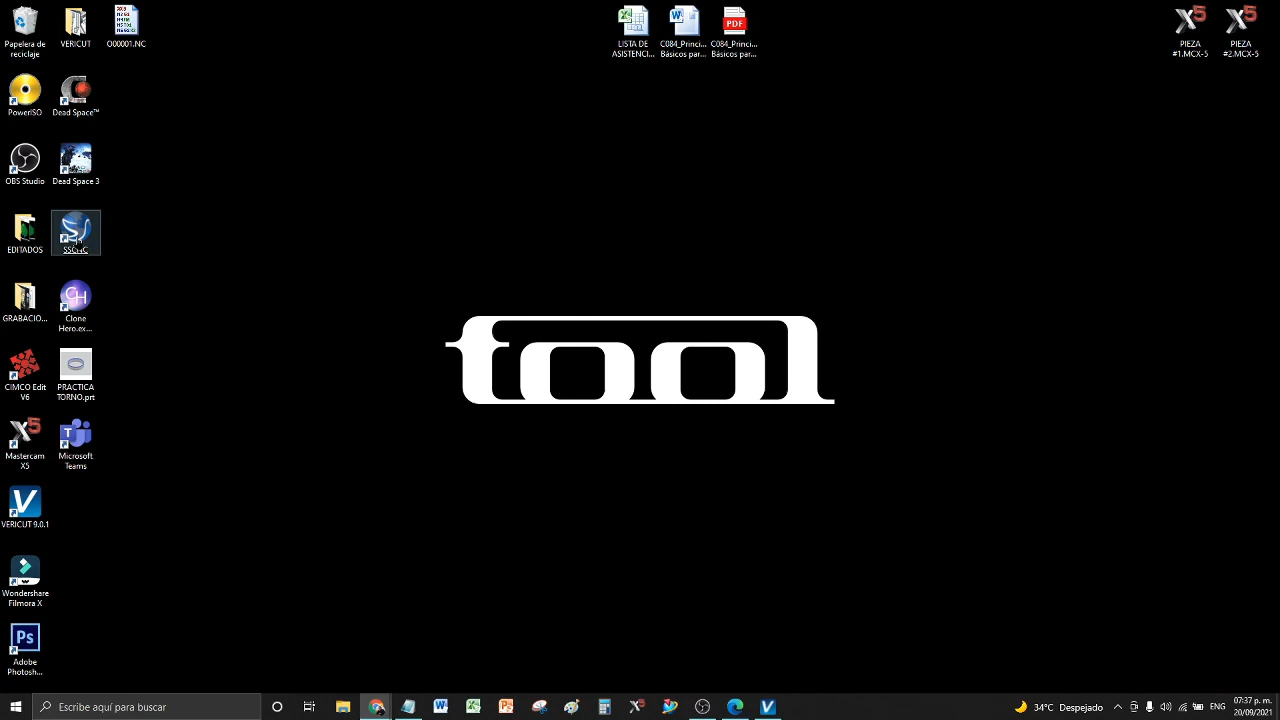 Papelera de
reciclaje
VERICUT
O00001.NC
LISTA DE
ASISTENCI...
C084_Princi...
Básicos par...
C084_Princi...
Básicos par...
PDF
PIEZA
#1.MCX-5
PIEZA
#2.MCX-5
PowerISO
Dead Space™
OBS Studio
Dead Space 3
EDITADOS
GRABACIO...
Clone
Hero.ex...
CIMCO Edit
V6
PRACTICA
TORNO.prt
Mastercam
X5
Microsoft
Teams
VERICUT 9.0.1
Wondershare
Filmora X
Ps
Adobe
Photosh...
tool
Escribe aquí para buscar
34°C Despejado
ENG
07:37 p. m.
20/09/2021